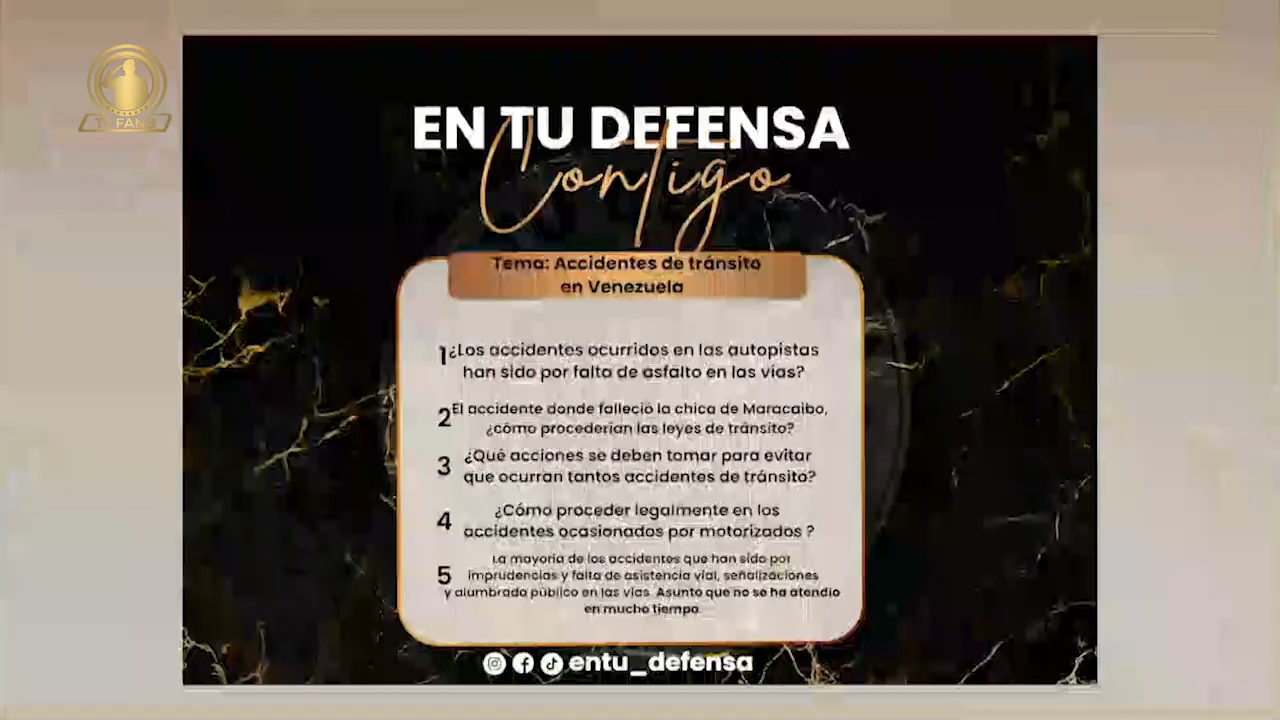 TV FANB
EN TU DEFENSA
Contigo
Tema: Accidentes de tránsito
en Venezuela
1 ¿Los accidentes ocurridos en las autopistas
han sido por falta de asfalto en las vías?
2 El accidente donde falleció la chica de Maracaibo,
¿cómo procederían las leyes de tránsito?
3 ¿Qué acciones se deben tomar para evitar
que ocurran tantos accidentes de tránsito?
4 ¿Cómo proceder legalmente en los
accidentes ocasionados por motorizados ?
5 La mayoría de los accidentes que han sido por
imprudencias y falta de asistencia vial, señalizaciones
y alumbrado público en las vías. Asunto que no se ha atendio
en mucho tiempo.
entu_defensa